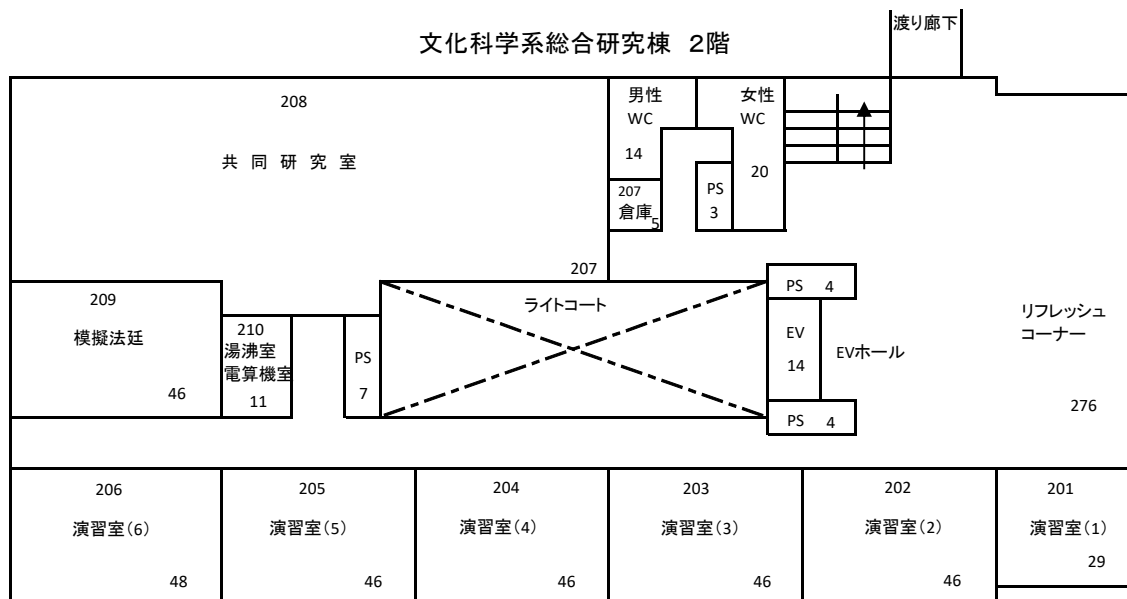 文化科学系総合研究棟 2階
渡り廊下
208
共同研究室
207
男性
WC
14
女性
WC
20
207
倉庫
5
PS
3
209
模擬法廷
46
210
湯沸室
電算機室
11
PS
7
ライトコート
PS 4
EV
14
EVホール
PS 4
リフレッシュ
コーナー
276
206
演習室(6)
48
205
演習室(5)
46
204
演習室(4)
46
203
演習室(3)
46
202
演習室(2)
46
201
演習室(1)
29